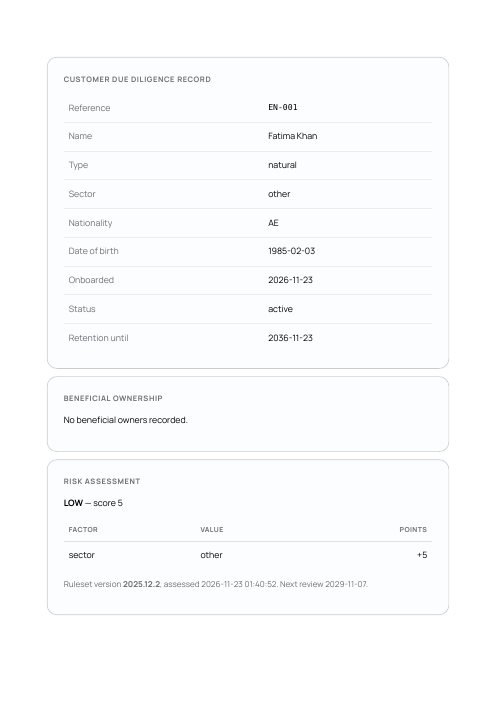 CUSTOMER DUE DILIGENCE RECORD
Reference EN-001
Name Fatima Khan
Type natural
Sector other
Nationality AE
Date of birth 1985-02-03
Onboarded 2026-11-23
Status active
Retention until 2036-11-23
BENEFICIAL OWNERSHIP
No beneficial owners recorded.
RISK ASSESSMENT
LOW — score 5
FACTOR VALUE POINTS
sector other +5
Ruleset version 2025.12.2, assessed 2026-11-23 01:40:52. Next review 2029-11-07.